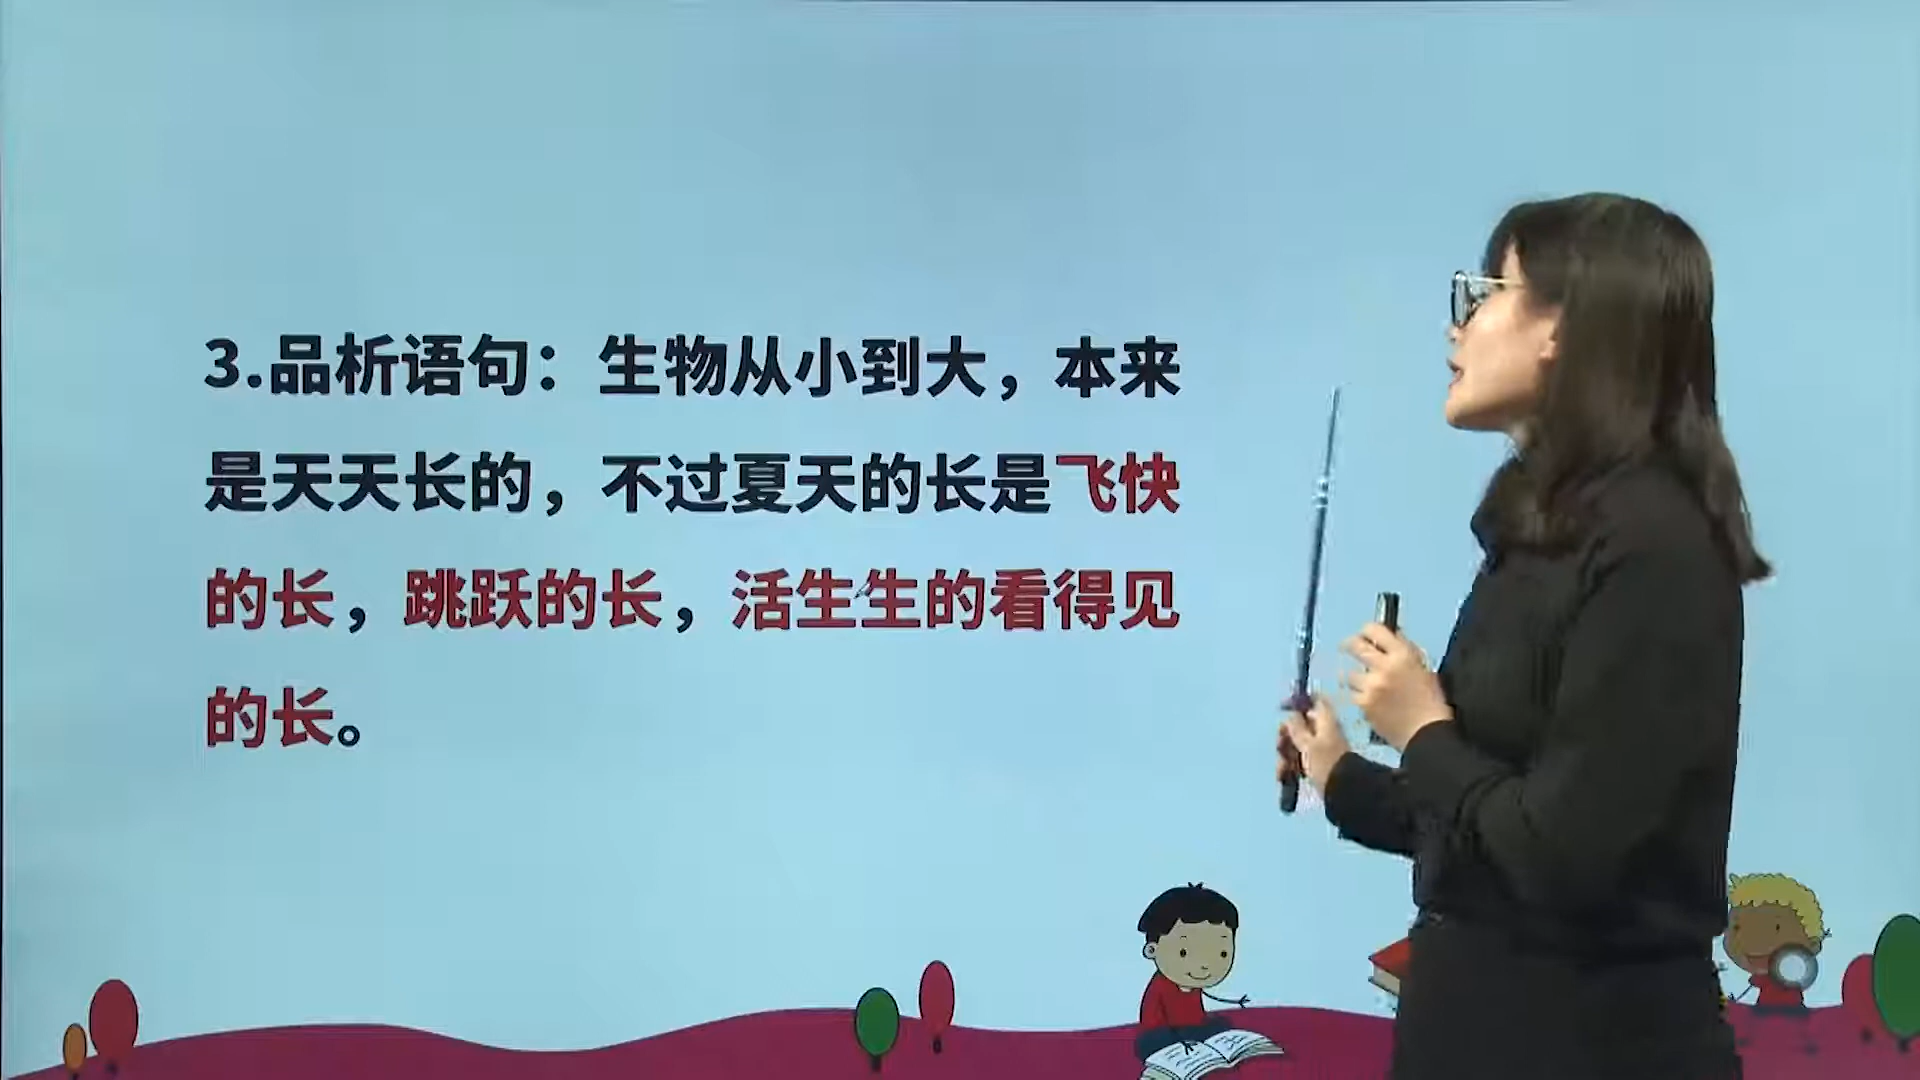 3.品析语句：生物从小到大，本来
是天天长的，不过夏天的长是飞快
的长，跳跃的长，活生生的看得见
的长。